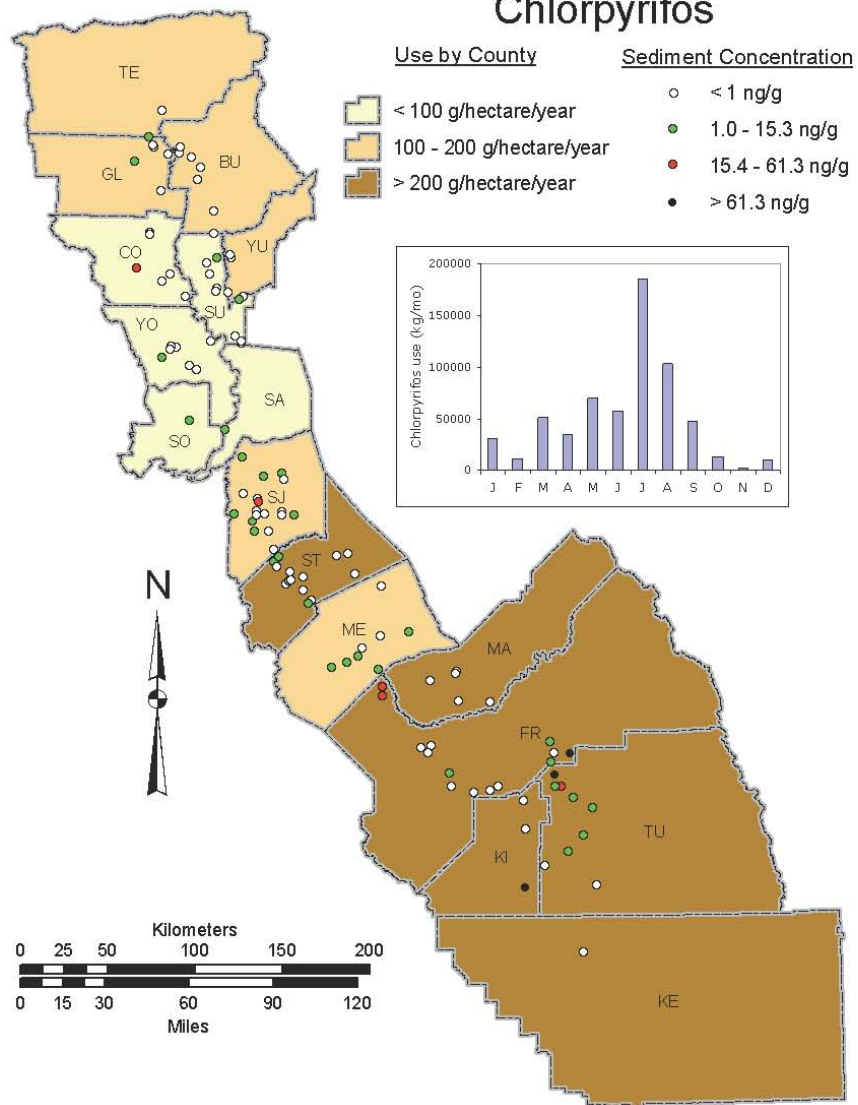 Chlorpyrifos
Use by County
< 100 g/hectare/year
100 - 200 g/hectare/year
> 200 g/hectare/year
Sediment Concentration
< 1 ng/g
1.0 - 15.3 ng/g
15.4 - 61.3 ng/g
> 61.3 ng/g
TE
GL
BU
CO
YU
SU
YO
SA
SO
SJ
ST
ME
MA
FR
TU
KI
KE
Chlorpyrifos use (kg/mo)
200000
150000
100000
50000
0
J F M A M J J A S O N D
N
Kilometers
0 25 50 100 150 200
0 15 30 60 90 120
Miles